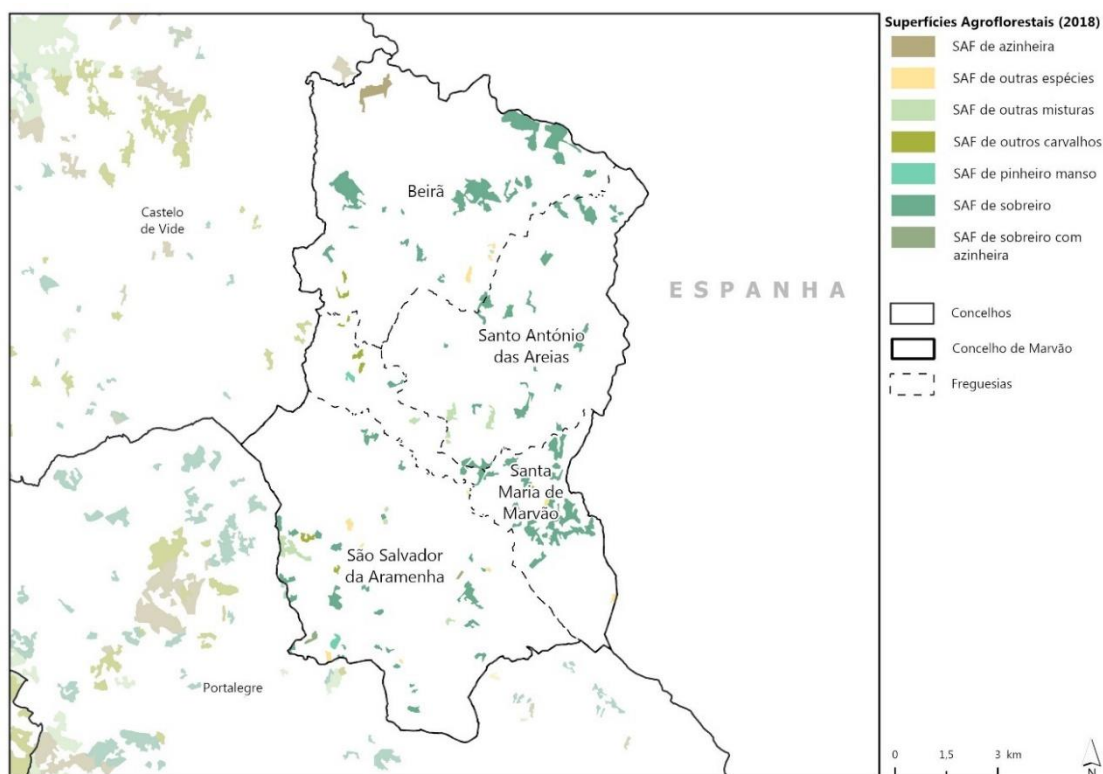 Superfícies Agroflorestais (2018)
SAF de azinheira
SAF de outras espécies
SAF de outras misturas
SAF de outros carvalhos
SAF de pinheiro manso
SAF de sobreiro
SAF de sobreiro com
azinheira
Concelhos
Concelho de Marvão
Freguesias
Beirã
Castelo
de Vide
ESPANHA
Santo António
das Areias
Santa
Maria de
Marvão
São Salvador
da Aramenha
Portalegre
0 1,5 3 km
N